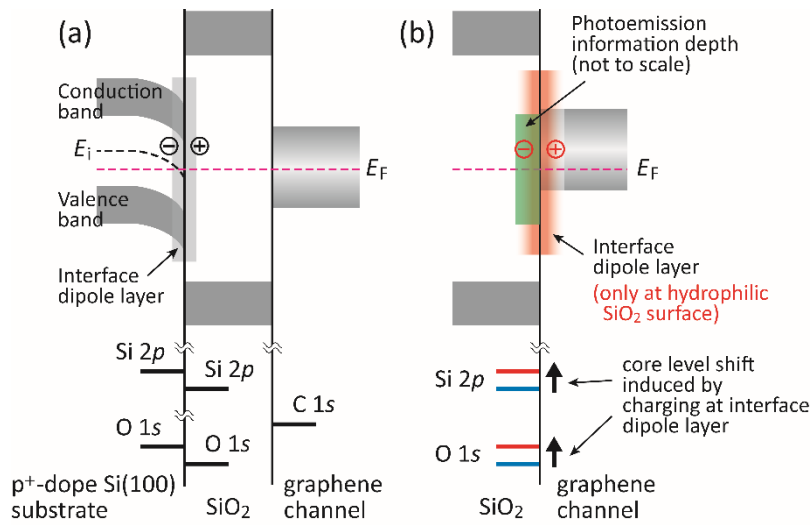 (a)
Conduction
band
Ei
Valence
band
Interface
dipole layer
⊖ ⊕
EF
Si 2p
Si 2p
C 1s
O 1s
O 1s
p+-dope Si(100)
substrate
SiO2
graphene
channel
(b)
Photoemission
information depth
(not to scale)
⊖ ⊕
EF
Interface
dipole layer
(only at hydrophilic
SiO2 surface)
Si 2p
O 1s
core level shift
induced by
charging at interface
dipole layer
SiO2
graphene
channel